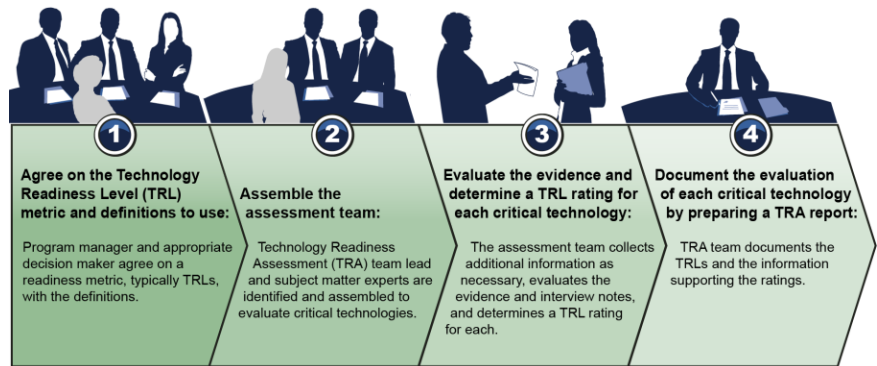 1
Agree on the Technology
Readiness Level (TRL)
metric and definitions to use:
Program manager and appropriate
decision maker agree on a
readiness metric, typically TRLs,
with the definitions.
2
Assemble the
assessment team:
Technology Readiness
Assessment (TRA) team lead
and subject matter experts are
identified and assembled to
evaluate critical technologies.
3
Evaluate the evidence and
determine a TRL rating for
each critical technology:
The assessment team collects
additional information as
necessary, evaluates the
evidence and interview notes,
and determines a TRL rating
for each.
4
Document the evaluation
of each critical technology
by preparing a TRA report:
TRA team documents the
TRLs and the information
supporting the ratings.